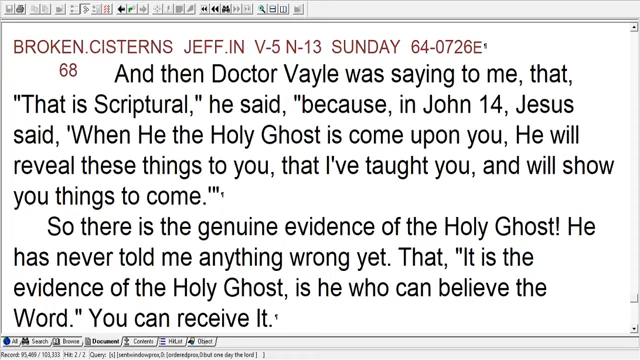 BROKEN.CISTERNS JEFF.IN V-5 N-13 SUNDAY 64-0726E¶
68 And then Doctor Vayle was saying to me, that,
"That is Scriptural," he said, "because, in John 14, Jesus
said, 'When He the Holy Ghost is come upon you, He will
reveal these things to you, that I've taught you, and will show
you things to come.'"¶
So there is the genuine evidence of the Holy Ghost! He
has never told me anything wrong yet. That, "It is the
evidence of the Holy Ghost, is he who can believe the
Word." You can receive It.¶
All Search Browse Document Contents Hit List Object
Record: 95,469 / 103,333 Hit: 2 / 2 Query: [s] {sentwindowprox,0:[orderedprox,0:but one day the lord ] }